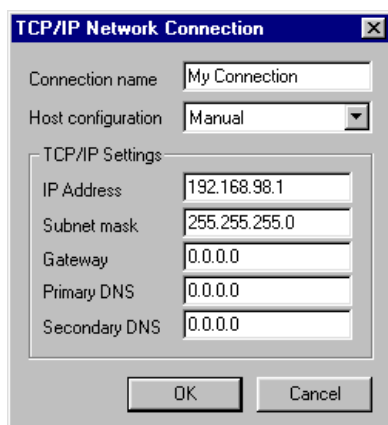 TCP/IP Network Connection
Connection name My Connection
Host configuration Manual
TCP/IP Settings
IP Address 192.168.98.1
Subnet mask 255.255.255.0
Gateway 0.0.0.0
Primary DNS 0.0.0.0
Secondary DNS 0.0.0.0
OK Cancel